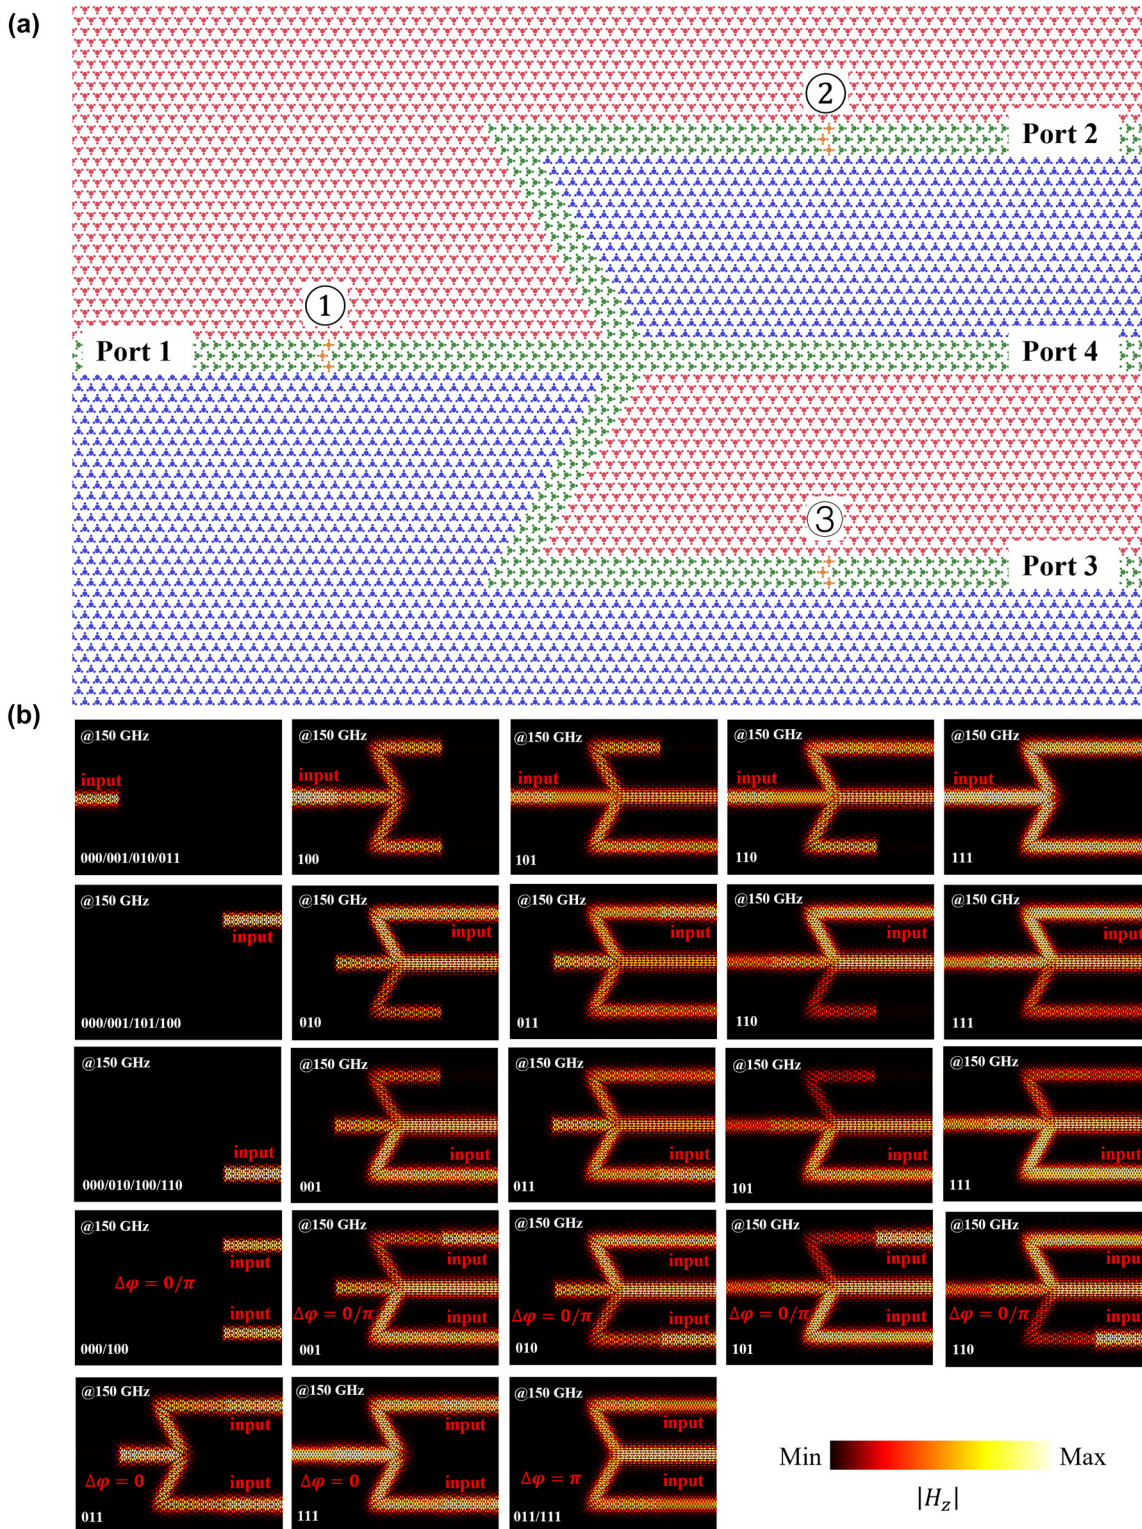 (a)
②
Port 2
①
Port 1
Port 4
③
Port 3
(b)
@150 GHz
input
000/001/010/011
@150 GHz
input
100
@150 GHz
input
101
@150 GHz
input
110
@150 GHz
input
111
@150 GHz
input
000/001/101/100
@150 GHz
input
010
@150 GHz
input
011
@150 GHz
input
110
@150 GHz
input
111
@150 GHz
input
000/010/100/110
@150 GHz
input
001
@150 GHz
input
011
@150 GHz
input
101
@150 GHz
input
111
@150 GHz
input
Δφ = 0/π
input
000/100
@150 GHz
input
Δφ = 0/π
input
001
@150 GHz
input
Δφ = 0/π
input
010
@150 GHz
input
Δφ = 0/π
input
101
@150 GHz
input
Δφ = 0/π
input
110
@150 GHz
input
Δφ = 0
input
011
@150 GHz
input
Δφ = 0
input
111
@150 GHz
input
Δφ = π
input
011/111
Min
Max
|H_z|